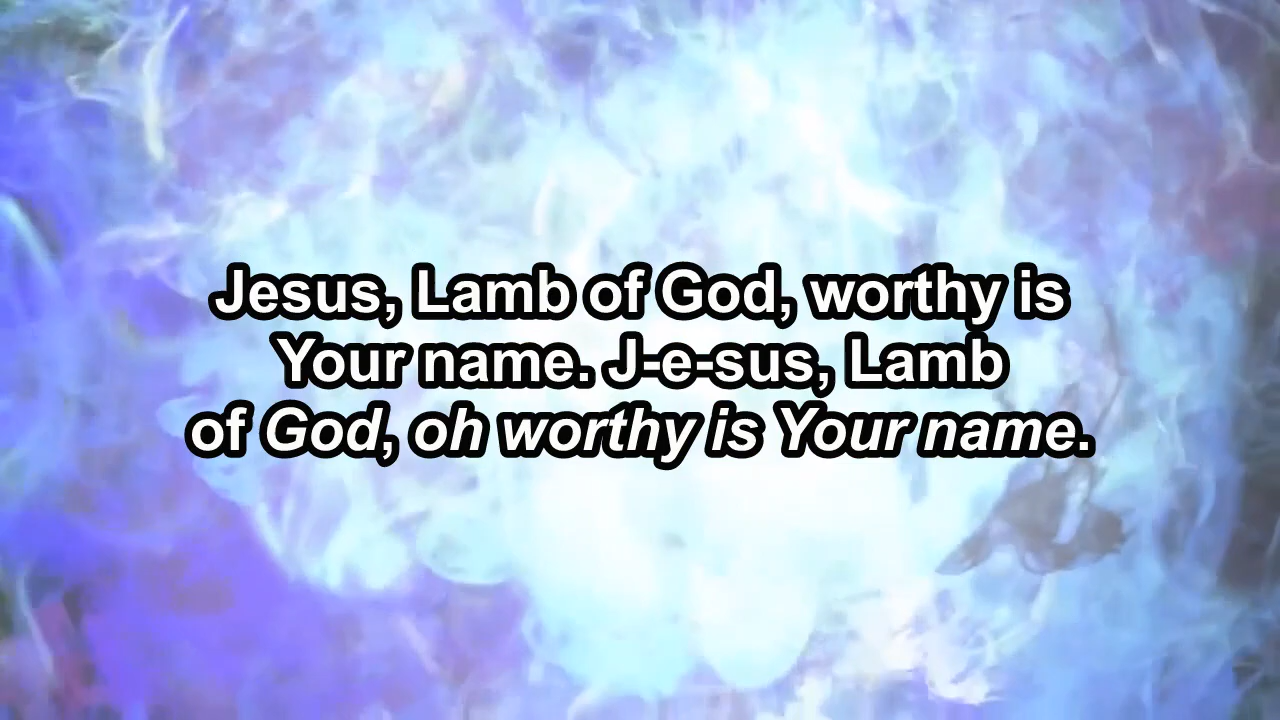 Jesus, Lamb of God, worthy is
Your name. J-e-sus, Lamb
of God, oh worthy is Your name.